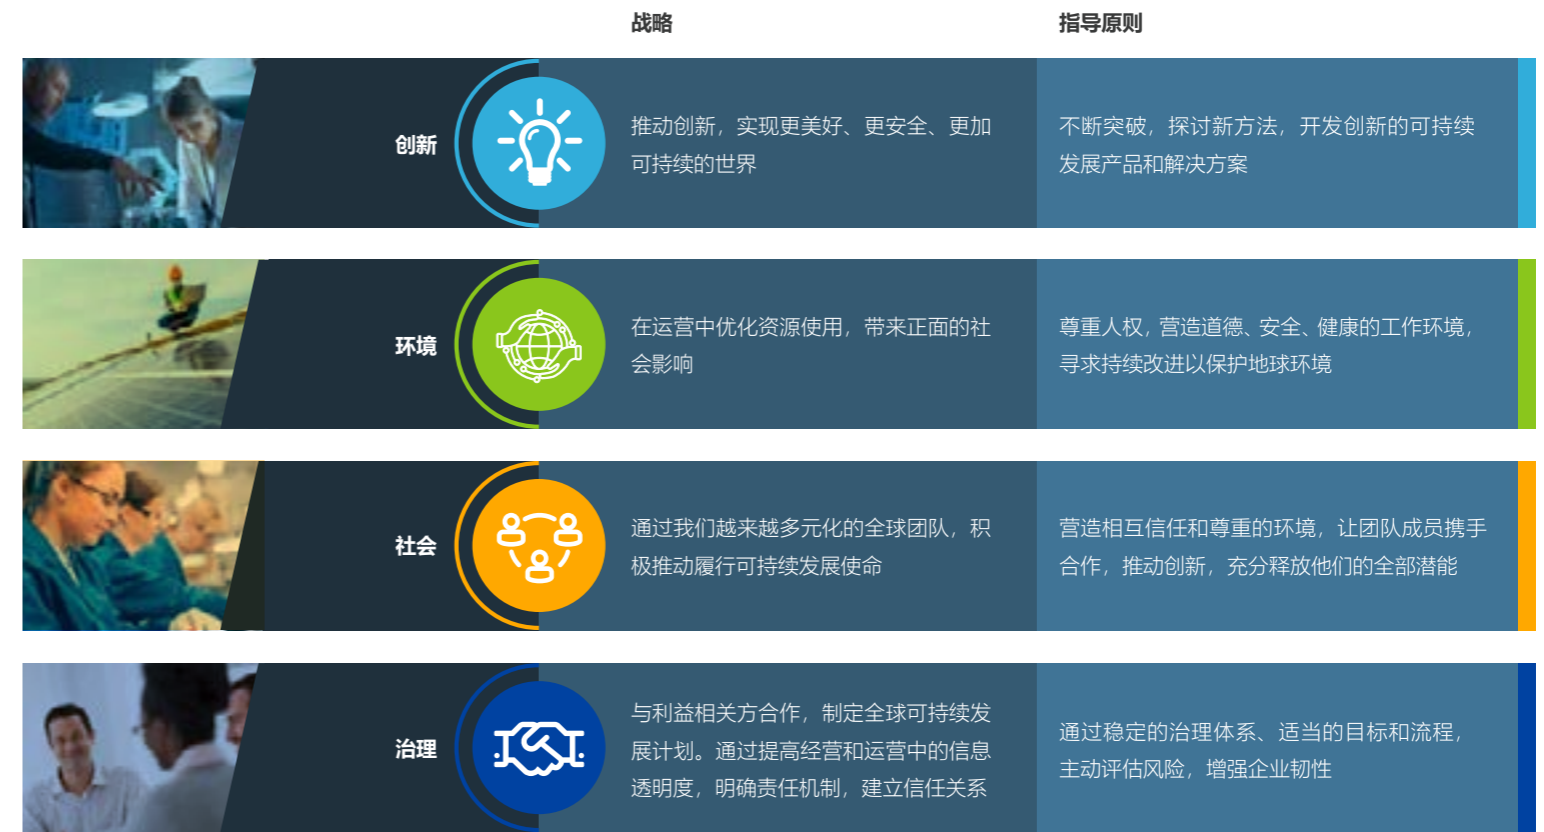 战略
指导原则
创新
推动创新，实现更美好、更安全、更加
可持续的世界
不断突破，探讨新方法，开发创新的可持续
发展产品和解决方案
环境
在运营中优化资源使用，带来正面的社
会影响
尊重人权，营造道德、安全、健康的工作环境，
寻求持续改进以保护地球环境
社会
通过我们越来越多元化的全球团队，积
极推动履行可持续发展使命
营造相互信任和尊重的环境，让团队成员携手
合作，推动创新，充分释放他们的全部潜能
治理
与利益相关方合作，制定全球可持续发
展计划。通过提高经营和运营中的信息
透明度，明确责任机制，建立信任关系
通过稳定的治理体系、适当的目标和流程，
主动评估风险，增强企业韧性